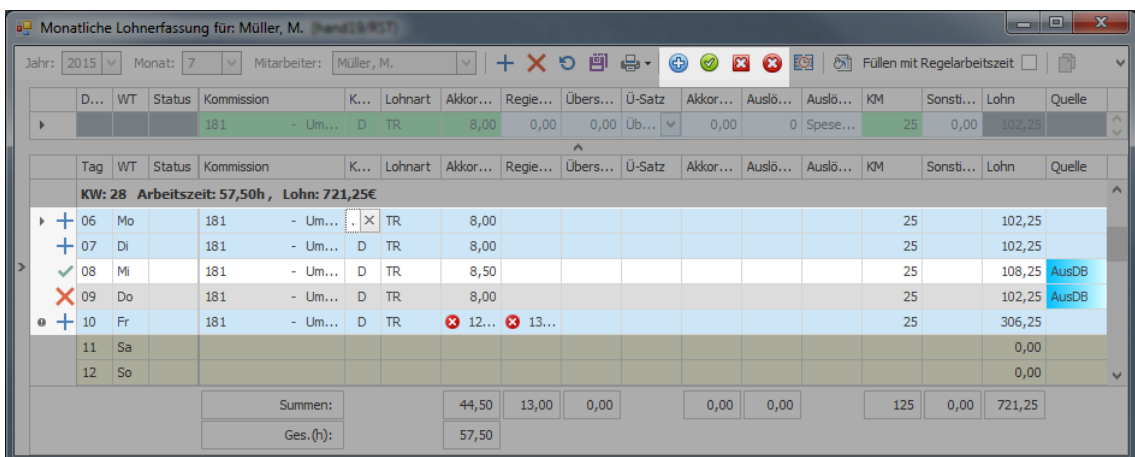 Monatliche Lohnerfassung für: Müller, M.
Jahr: 2015 Monat: 7 Mitarbeiter: Müller, M. Füllen mit Regelarbeitszeit
D... WT Status Kommission K... Lohnart Akkor... Regie... Übers... Ü-Satz Akkor... Auslö... Auslö... KM Sonsti... Lohn Quelle
181 - Um... D TR 8,00 0,00 0,00 Üb... 0,00 0 Spese... 25 0,00 102,25
Tag WT Status Kommission K... Lohnart Akkor... Regie... Übers... Ü-Satz Akkor... Auslö... Auslö... KM Sonsti... Lohn Quelle
KW: 28 Arbeitszeit: 57,50h , Lohn: 721,25€
06 Mo 181 - Um... . TR 8,00 25 102,25
07 Di 181 - Um... D TR 8,00 25 102,25
08 Mi 181 - Um... D TR 8,50 25 108,25 AusDB
09 Do 181 - Um... D TR 8,00 25 102,25 AusDB
10 Fr 181 - Um... D TR 12... 13... 25 306,25
11 Sa 0,00
12 So 0,00
Summen: 44,50 13,00 0,00 0,00 0,00 125 0,00 721,25
Ges.(h): 57,50